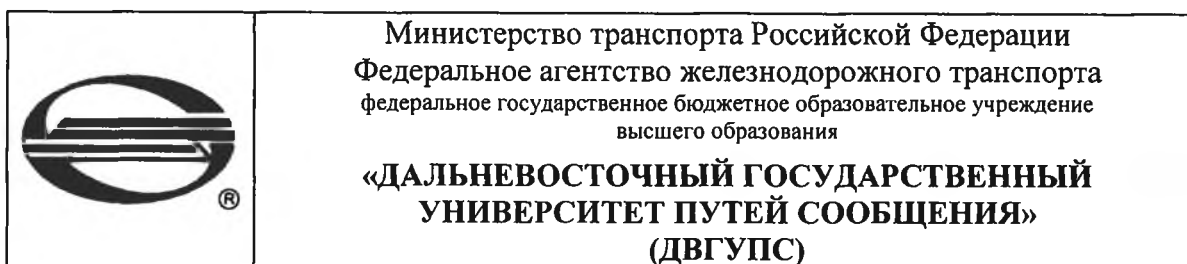 Министерство транспорта Российской Федерации
Федеральное агентство железнодорожного транспорта
федеральное государственное бюджетное образовательное учреждение
высшего образования
«ДАЛЬНЕВОСТОЧНЫЙ ГОСУДАРСТВЕННЫЙ
УНИВЕРСИТЕТ ПУТЕЙ СООБЩЕНИЯ»
(ДВГУПС)
®